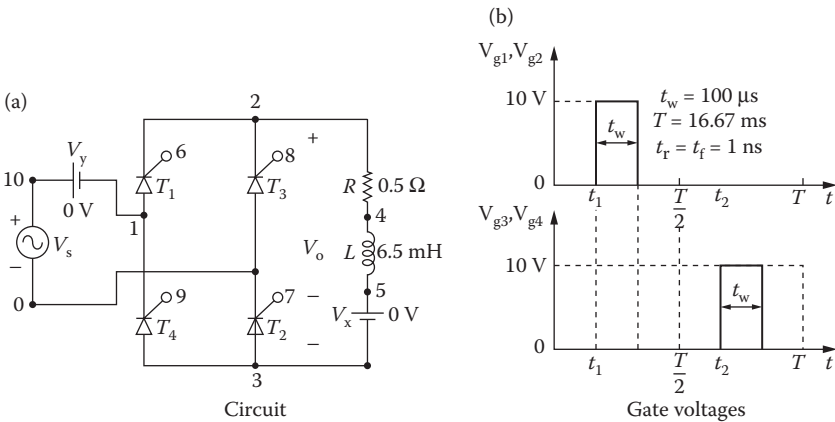 (a)
10
V_y
0 V
1
+
V_s
−
0
2
6
T_1
8
T_3
9
T_4
7
T_2
3
+
V_o
−
−
R 0.5 Ω
4
L 6.5 mH
5
V_x 0 V
Circuit
(b)
V_g1,V_g2
10 V
t_w
t_w = 100 μs
T = 16.67 ms
t_r = t_f = 1 ns
0
t_1
T/2
t_2
T
t
V_g3,V_g4
10 V
t_w
0
t_1
T/2
t_2
T
t
Gate voltages